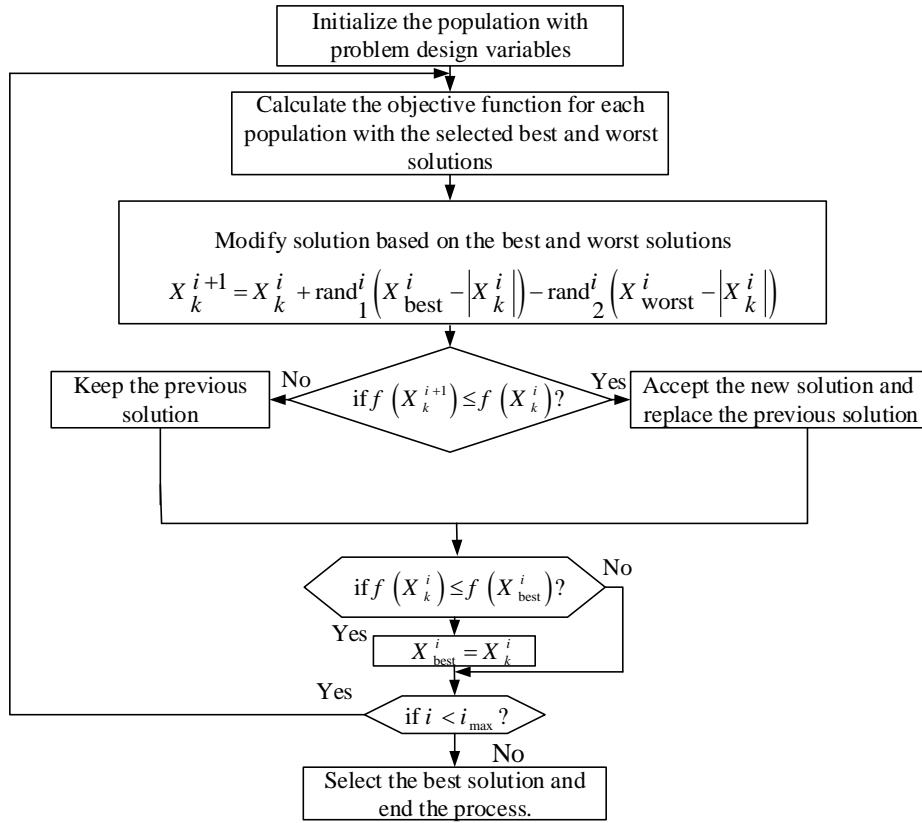 Initialize the population with
problem design variables
Calculate the objective function for each
population with the selected best and worst
solutions
Modify solution based on the best and worst solutions
X_k^{i+1} = X_k^i + rand_1^i (X_best^i − |X_k^i|) − rand_2^i (X_worst^i − |X_k^i|)
Keep the previous
solution
No
if f (X_k^{i+1}) ≤ f (X_k^i)?
Yes
Accept the new solution and
replace the previous solution
if f (X_k^i) ≤ f (X_best^i)?
No
Yes
X_best^i = X_k^i
Yes
if i < i_max ?
No
Select the best solution and
end the process.